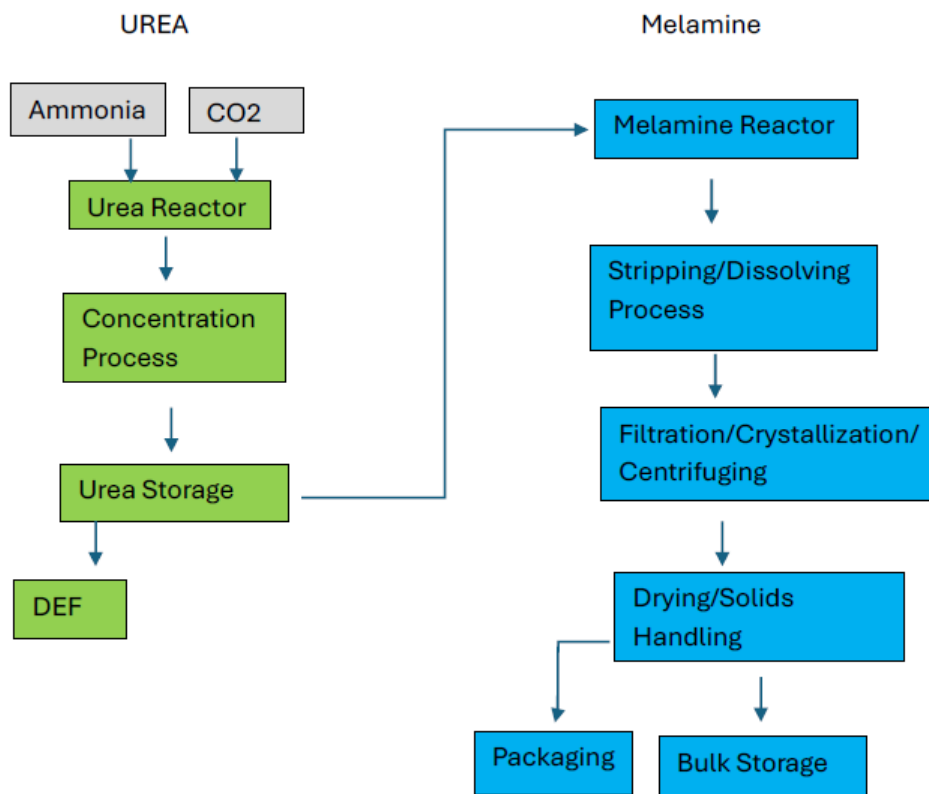 UREA
Melamine
Ammonia
CO2
Urea Reactor
Concentration
Process
Urea Storage
DEF
Melamine Reactor
Stripping/Dissolving
Process
Filtration/Crystallization/
Centrifuging
Drying/Solids
Handling
Packaging
Bulk Storage